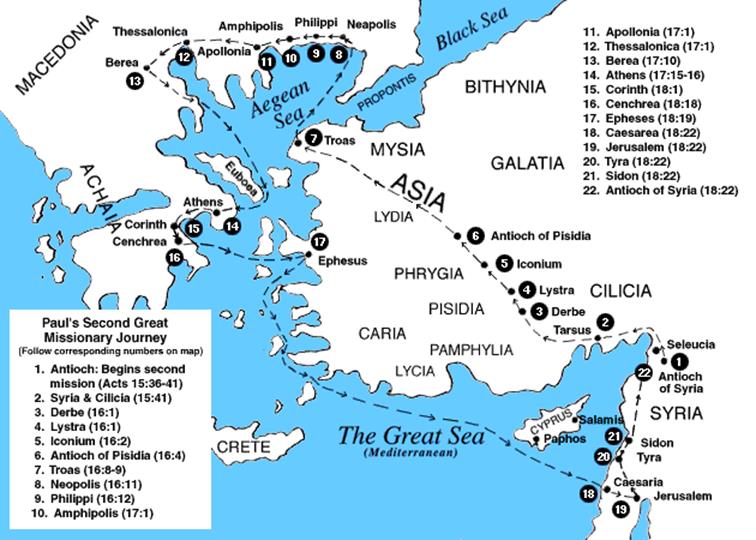 MACEDONIA
Thessalonica
Amphipolis
Philippi
Neapolis
Apollonia
12
11
10
9
8
Berea
13
Aegean
Sea
PROPONTIS
Black Sea
BITHYNIA
11. Apollonia (17:1)
12. Thessalonica (17:1)
13. Berea (17:10)
14. Athens (17:15-16)
15. Corinth (18:1)
16. Cenchrea (18:18)
17. Epheses (18:19)
18. Caesarea (18:22)
19. Jerusalem (18:22)
20. Tyra (18:22)
21. Sidon (18:22)
22. Antioch of Syria (18:22)
7 Troas
MYSIA
GALATIA
ASIA
Euboea
ACHAIA
Athens
LYDIA
Corinth
15
14
Cenchrea
16
17
Ephesus
6 Antioch of Pisidia
5 Iconium
PHRYGIA
4 Lystra
CILICIA
PISIDIA
3 Derbe
2
Tarsus
CARIA
PAMPHYLIA
LYCIA
Seleucia
1
22
Antioch
of Syria
SYRIA
CYPRUS
Salamis
Paphos
21 Sidon
20 Tyra
CRETE
The Great Sea
(Mediterranean)
Caesaria
18
19
Jerusalem
Paul's Second Great
Missionary Journey
(Follow corresponding numbers on map)
1. Antioch: Begins second
mission (Acts 15:36-41)
2. Syria & Cilicia (15:41)
3. Derbe (16:1)
4. Lystra (16:1)
5. Iconium (16:2)
6. Antioch of Pisidia (16:4)
7. Troas (16:8-9)
8. Neopolis (16:11)
9. Philippi (16:12)
10. Amphipolis (17:1)